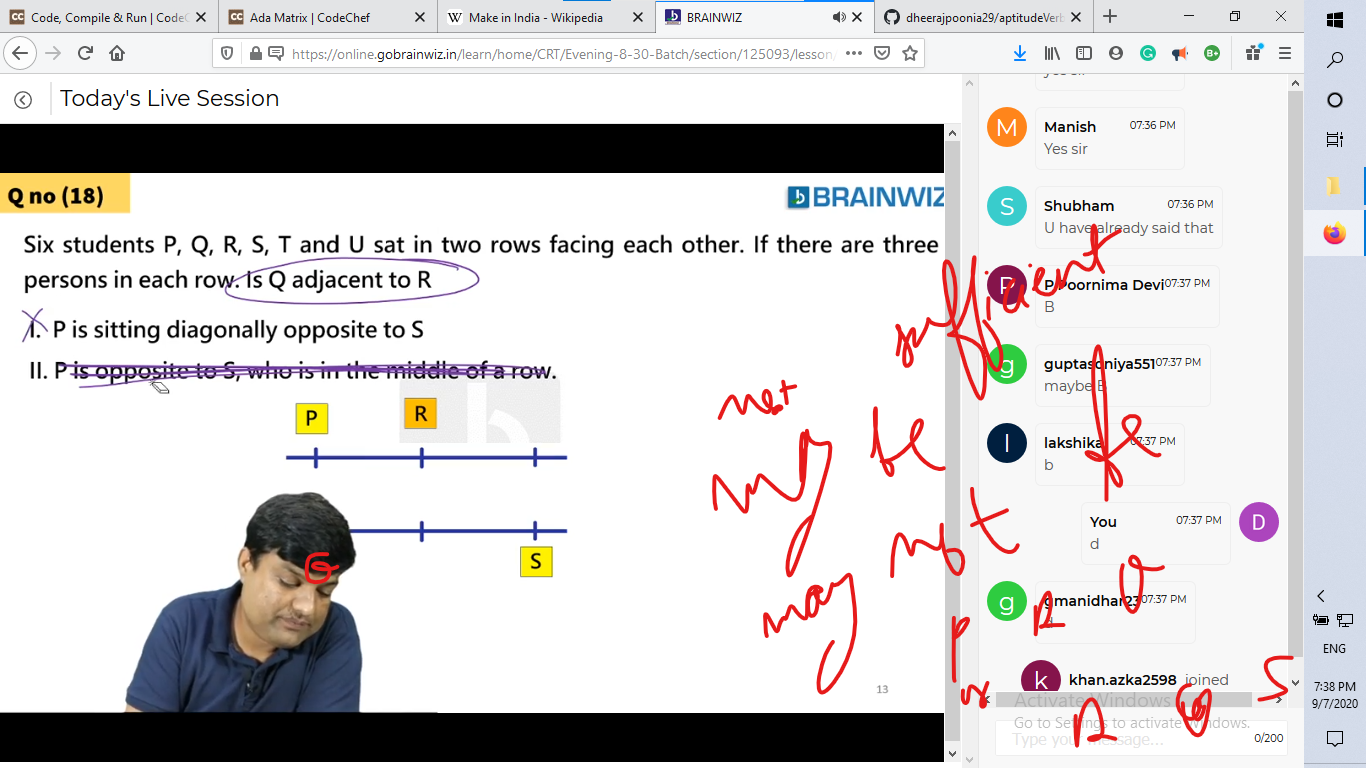 Code, Compile & Run | CodeC
Ada Matrix | CodeChef
Make in India - Wikipedia
BRAINWIZ
dheerajpoonia29/aptitudeVerb
https://online.gobrainwiz.in/learn/home/CRT/Evening-8-30-Batch/section/125093/lesson/
Today's Live Session
Q no (18)
BRAINWIZ
Six students P, Q, R, S, T and U sat in two rows facing each other. If there are three
persons in each row. Is Q adjacent to R
I. P is sitting diagonally opposite to S
II. P is opposite to S, who is in the middle of a row.
P
R
S
13
not
sufficient
may be
may not
be
yes sir
M
Manish 07:36 PM
Yes sir
S
Shubham 07:36 PM
U have already said that
P
P Poornima Devi 07:37 PM
B
g
guptasoniya551 07:37 PM
maybe B
l
lakshika 07:37 PM
b
You 07:37 PM
d
D
g
gmanidhar23 07:37 PM
d
k
khan.azka2598 joined
Activate Windows
Go to Settings to activate Windows.
Type your message...
0/200
ENG
7:38 PM
9/7/2020